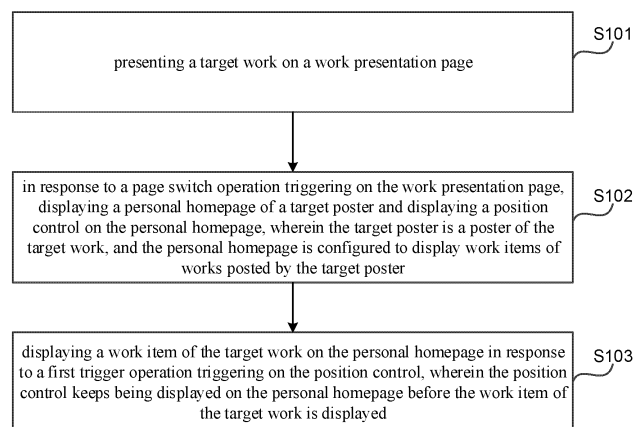 S101
presenting a target work on a work presentation page
S102
in response to a page switch operation triggering on the work presentation page,
displaying a personal homepage of a target poster and displaying a position
control on the personal homepage, wherein the target poster is a poster of the
target work, and the personal homepage is configured to display work items of
works posted by the target poster
S103
displaying a work item of the target work on the personal homepage in response
to a first trigger operation triggering on the position control, wherein the position
control keeps being displayed on the personal homepage before the work item of
the target work is displayed